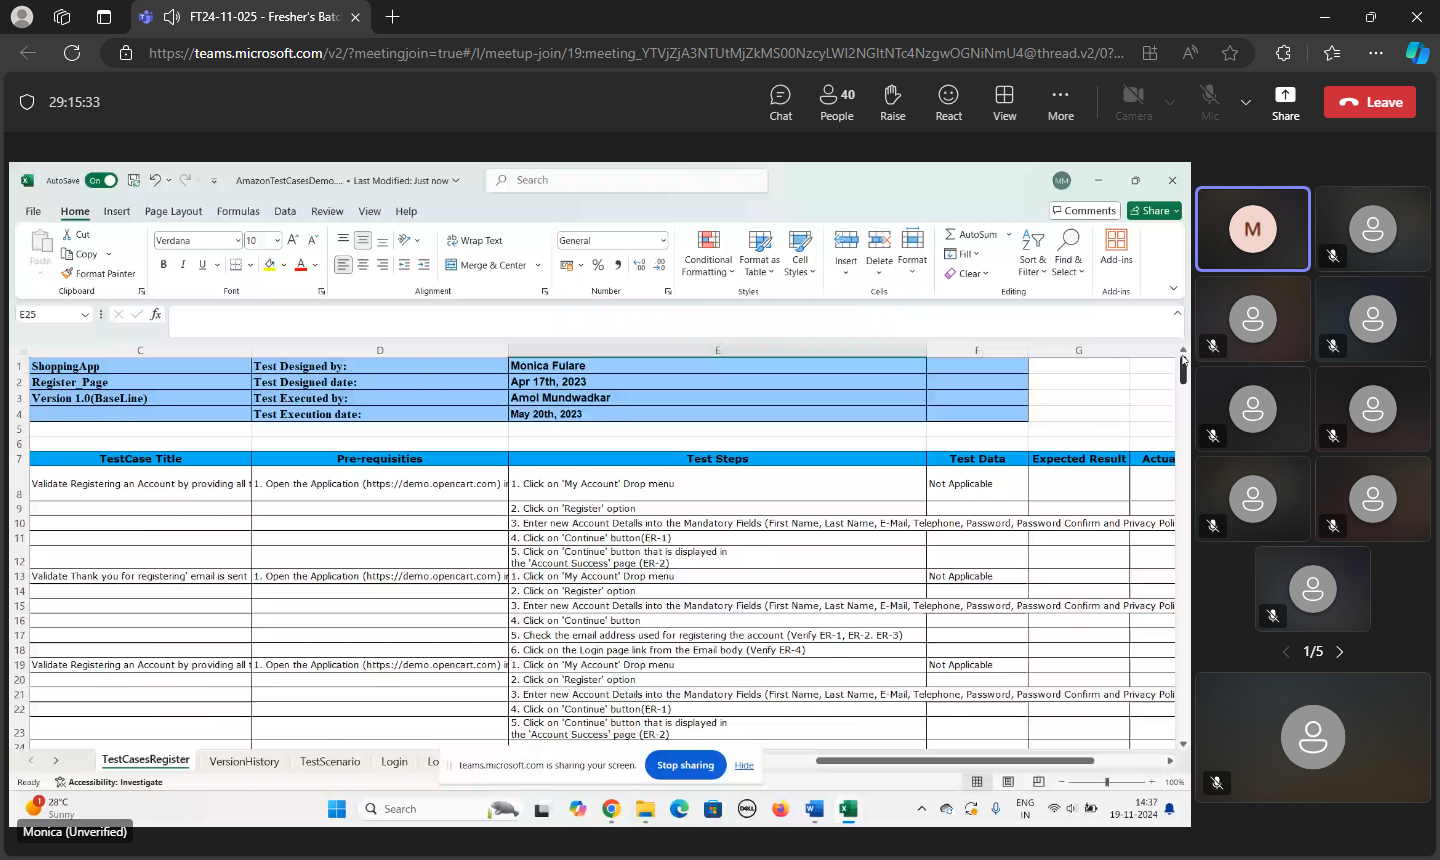 FT24-11-025 - Fresher's Batc
https://teams.microsoft.com/v2/?meetingjoin=true#/l/meetup-join/19:meeting_YTVjZjA3NTUtMjZkMS00NzcyLWI2NGItNTc4NzgwOGNiNmU4@thread.v2/0?...
29:15:33
Chat
40
People
Raise
React
View
More
Camera
Mic
Share
Leave
AutoSave On
AmazonTestCasesDemo.... • Last Modified: Just now
Search
MM
File Home Insert Page Layout Formulas Data Review View Help
Comments
Share
Paste
Cut
Copy
Format Painter
Clipboard
Verdana
10
B I U
Font
Wrap Text
Merge & Center
Alignment
General
Number
Conditional Formatting
Format as Table
Cell Styles
Styles
Insert
Delete
Format
Cells
AutoSum
Fill
Clear
Sort & Filter
Find & Select
Editing
Add-ins
Add-ins
E25
fx
C D E F G
1 ShoppingApp Test Designed by: Monica Fulare
2 Register_Page Test Designed date: Apr 17th, 2023
3 Version 1.0(BaseLine) Test Executed by: Amol Mundwadkar
4 Test Execution date: May 20th, 2023
5
6
7 TestCase Title Pre-requisities Test Steps Test Data Expected Result Actua
8 Validate Registering an Account by providing all t 1. Open the Application (https://demo.opencart.com) in 1. Click on 'My Account' Drop menu Not Applicable
9 2. Click on 'Register' option
10 3. Enter new Account Details into the Mandatory Fields (First Name, Last Name, E-Mail, Telephone, Password, Password Confirm and Privacy Poli
11 4. Click on 'Continue' button(ER-1)
12 5. Click on 'Continue' button that is displayed in
the 'Account Success' page (ER-2)
13 Validate Thank you for registering' email is sent 1. Open the Application (https://demo.opencart.com) in 1. Click on 'My Account' Drop menu Not Applicable
14 2. Click on 'Register' option
15 3. Enter new Account Details into the Mandatory Fields (First Name, Last Name, E-Mail, Telephone, Password, Password Confirm and Privacy Poli
16 4. Click on 'Continue' button
17 5. Check the email address used for registering the account (Verify ER-1, ER-2. ER-3)
18 6. Click on the Login page link from the Email body (Verify ER-4)
19 Validate Registering an Account by providing all t 1. Open the Application (https://demo.opencart.com) in 1. Click on 'My Account' Drop menu Not Applicable
20 2. Click on 'Register' option
21 3. Enter new Account Details into the Mandatory Fields (First Name, Last Name, E-Mail, Telephone, Password, Password Confirm and Privacy Poli
22 4. Click on 'Continue' button(ER-1)
23 5. Click on 'Continue' button that is displayed in
the 'Account Success' page (ER-2)
24
TestCasesRegister VersionHistory TestScenario Login Lo
teams.microsoft.com is sharing your screen.
Stop sharing
Hide
Ready
Accessibility: Investigate
100%
1
28°C
Sunny
Search
DELL
ENG
IN
14:37
19-11-2024
Monica (Unverified)
M
1/5